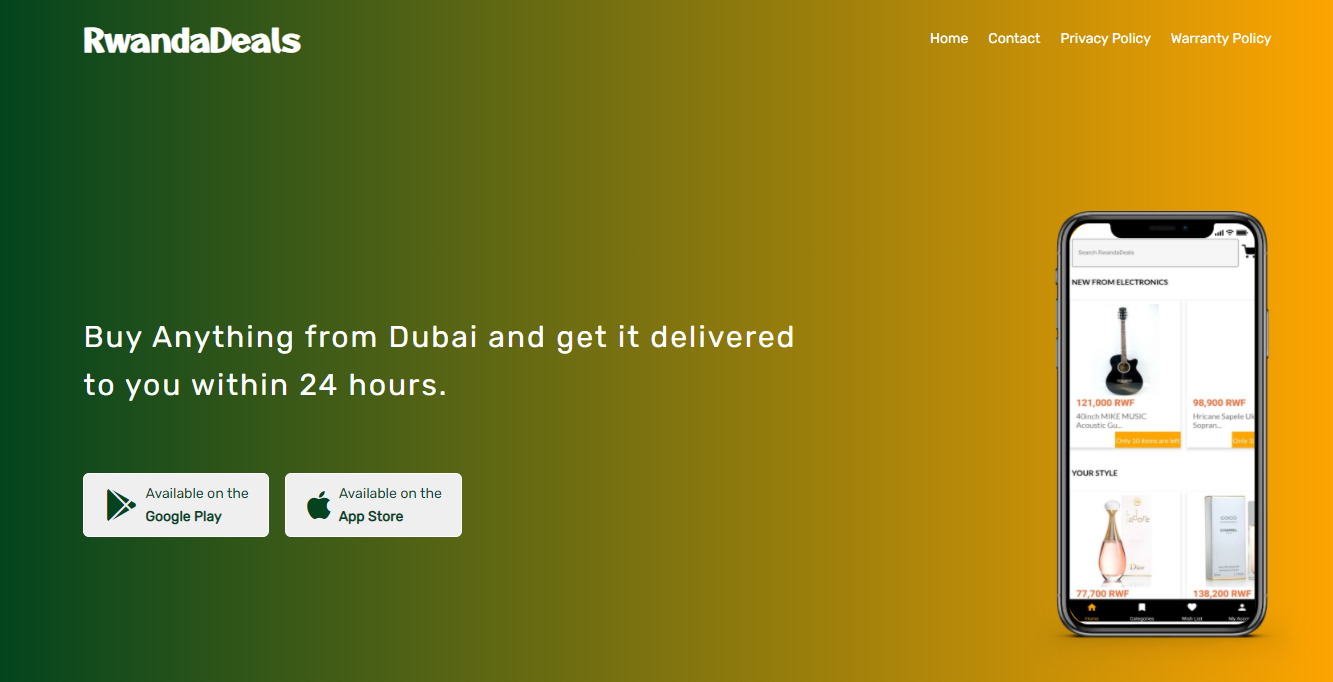 RwandaDeals
Home Contact Privacy Policy Warranty Policy
Buy Anything from Dubai and get it delivered
to you within 24 hours.
Available on the
Google Play
Available on the
App Store
Search RwandaDeals
NEW FROM ELECTRONICS
121,000 RWF
40inch MIKE MUSIC
Acoustic Gu...
Only 10 items are left
98,900 RWF
Hricane Sapele Uk
Sopran...
Only
YOUR STYLE
J'adore
Dior
77,700 RWF
COCO
CHANEL
138,200 RWF
Home Categories Wish List My Acco